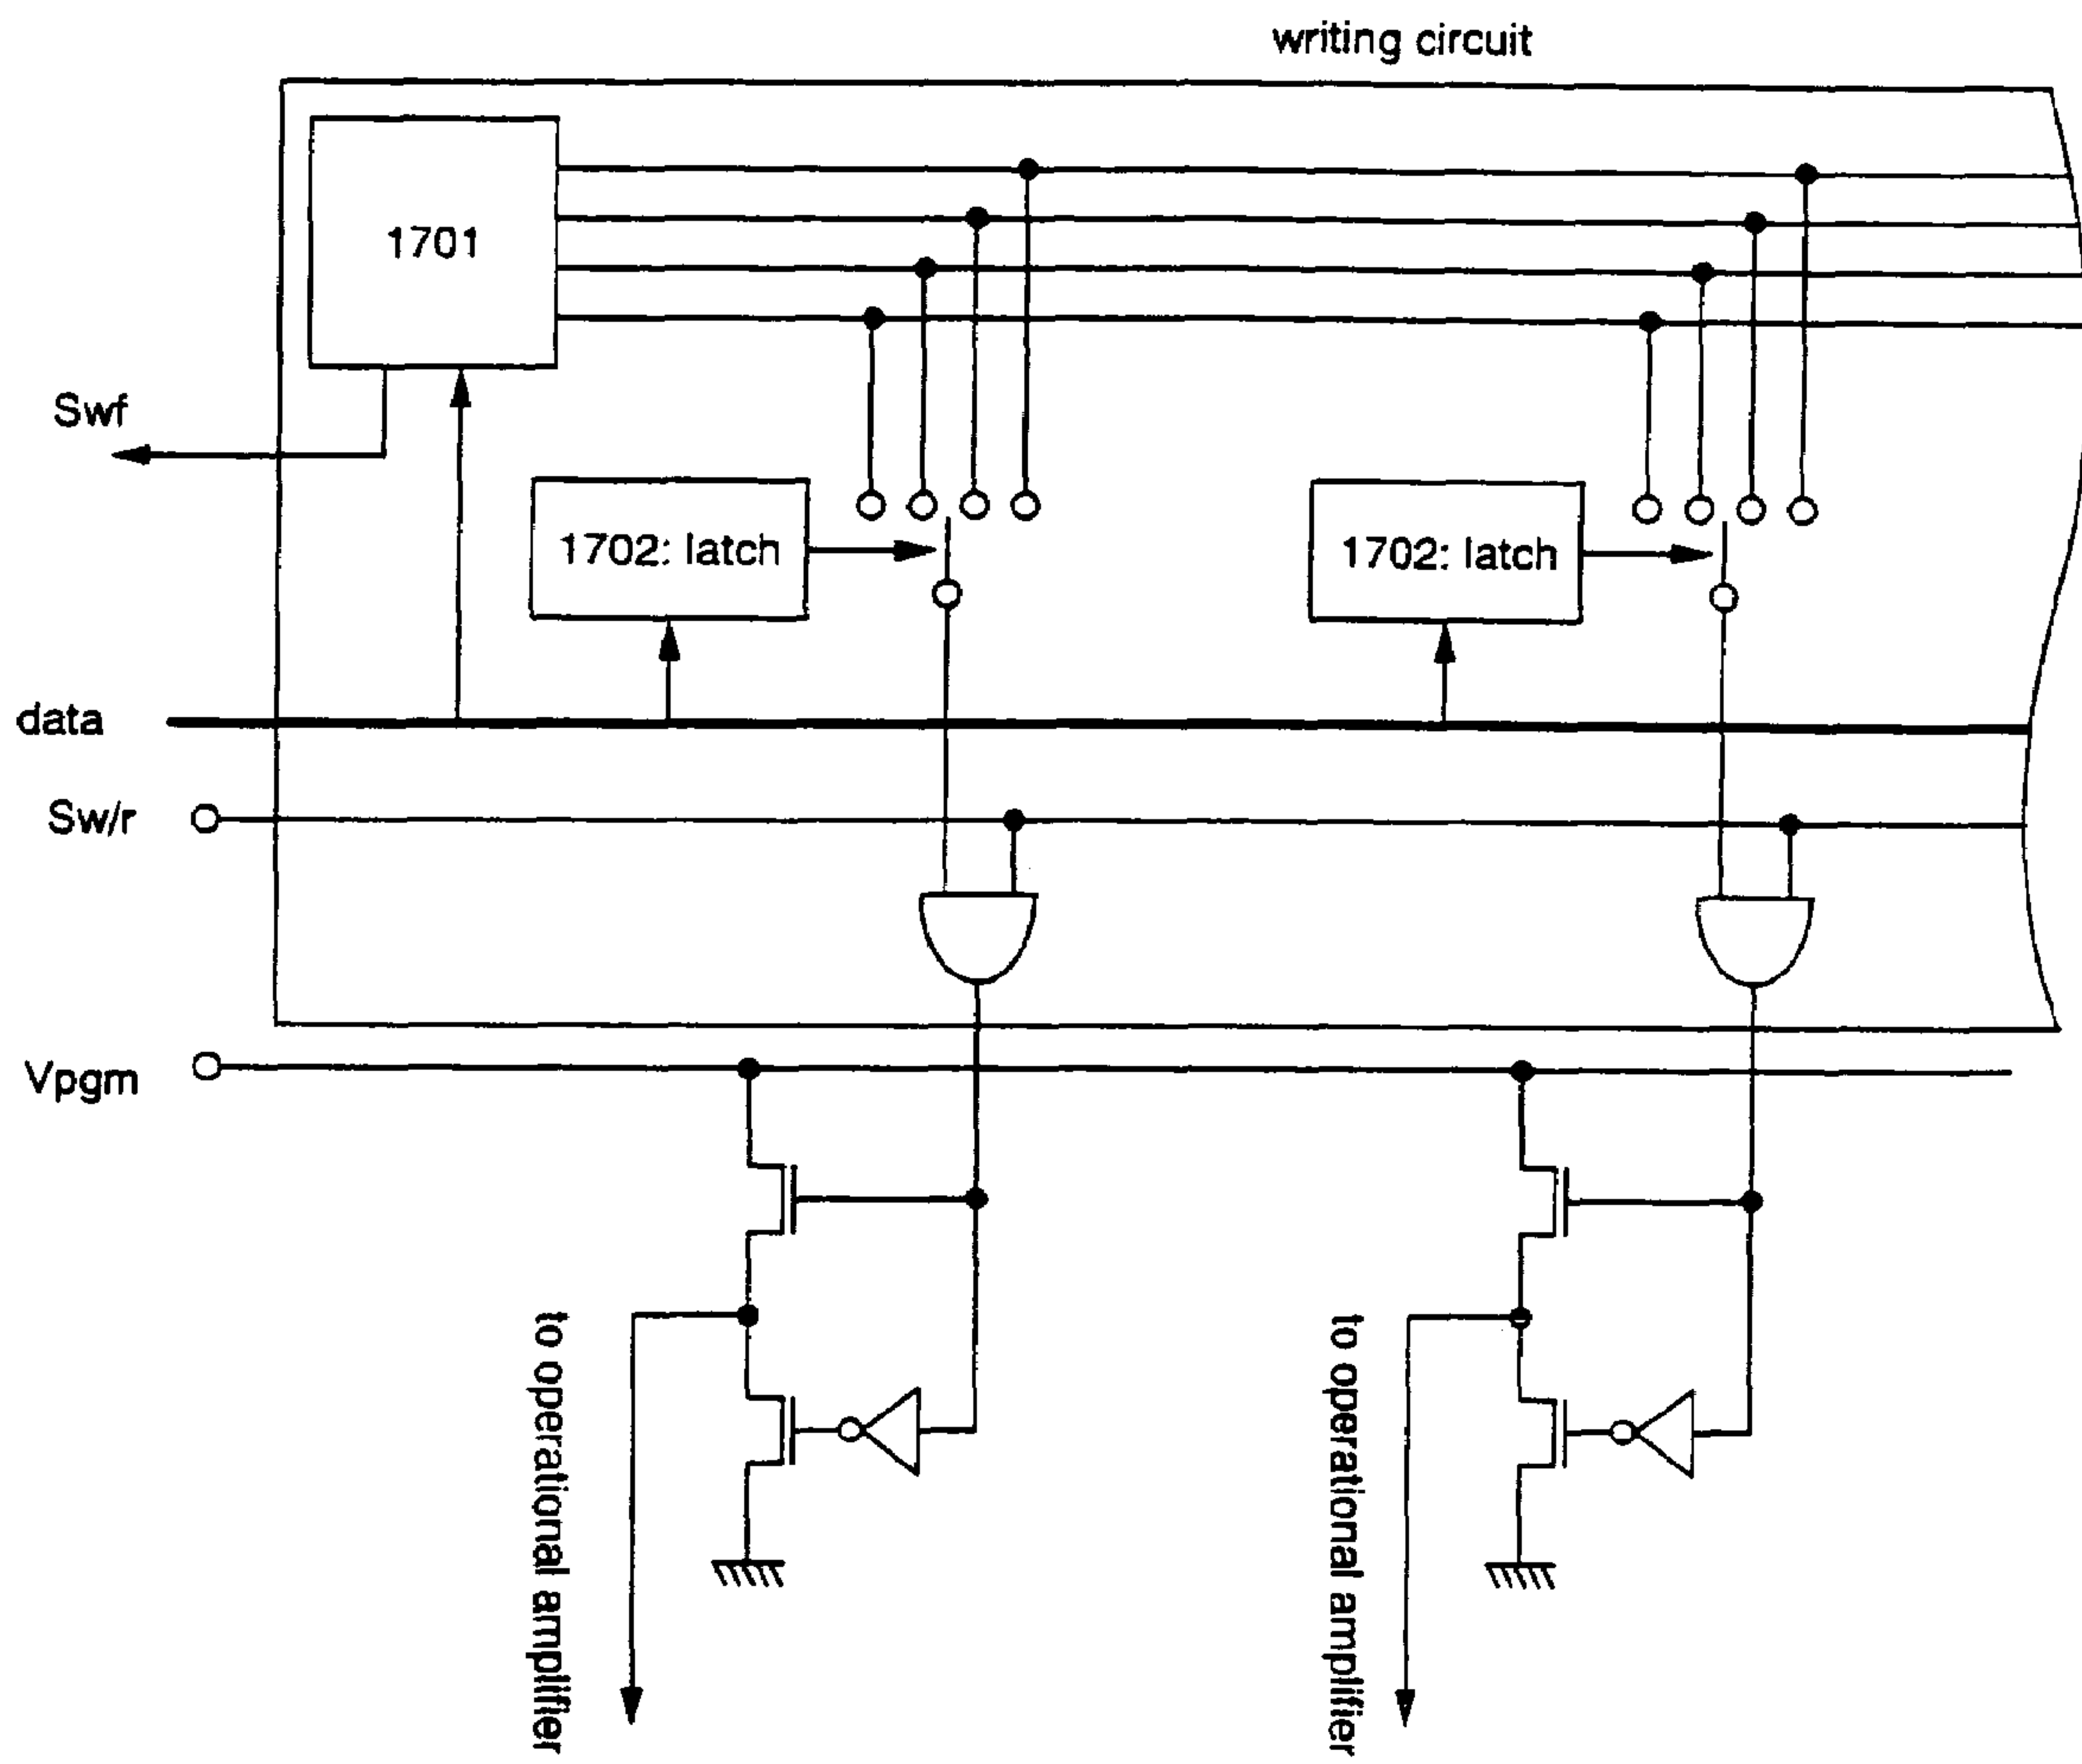 writing circuit
1701
Swf
1702: latch
1702: latch
data
Sw/r
Vpgm
to operational amplifier
to operational amplifier